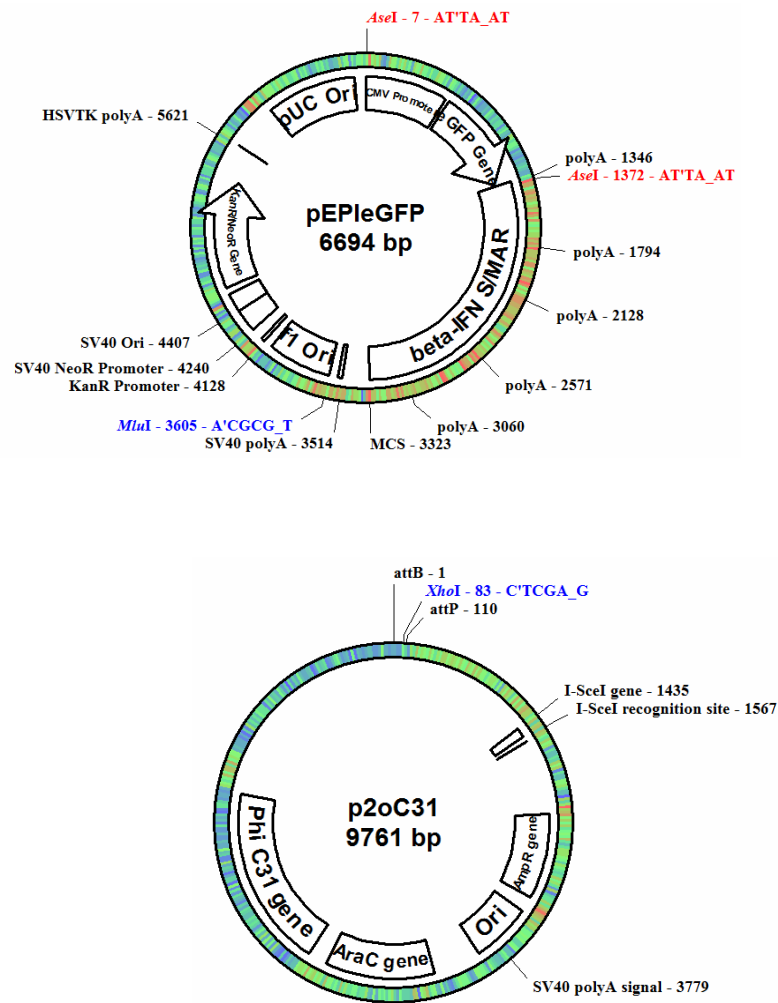 AseI - 7 - AT'TA_AT
pUC Ori
CMV Promote
e GFP Gene
HSVTK polyA - 5621
polyA - 1346
AseI - 1372 - AT'TA_AT
pEPIeGFP
6694 bp
KanR/NeoR Gene
polyA - 1794
beta-IFN S/MAR
polyA - 2128
f1 Ori
SV40 Ori - 4407
SV40 NeoR Promoter - 4240
polyA - 2571
KanR Promoter - 4128
MluI - 3605 - A'CGCG_T
polyA - 3060
SV40 polyA - 3514
MCS - 3323
attB - 1
XhoI - 83 - C'TCGA_G
attP - 110
I-SceI gene - 1435
I-SceI recognition site - 1567
p2oC31
9761 bp
Phi C31 gene
AmpR gene
Ori
AraC gene
SV40 polyA signal - 3779